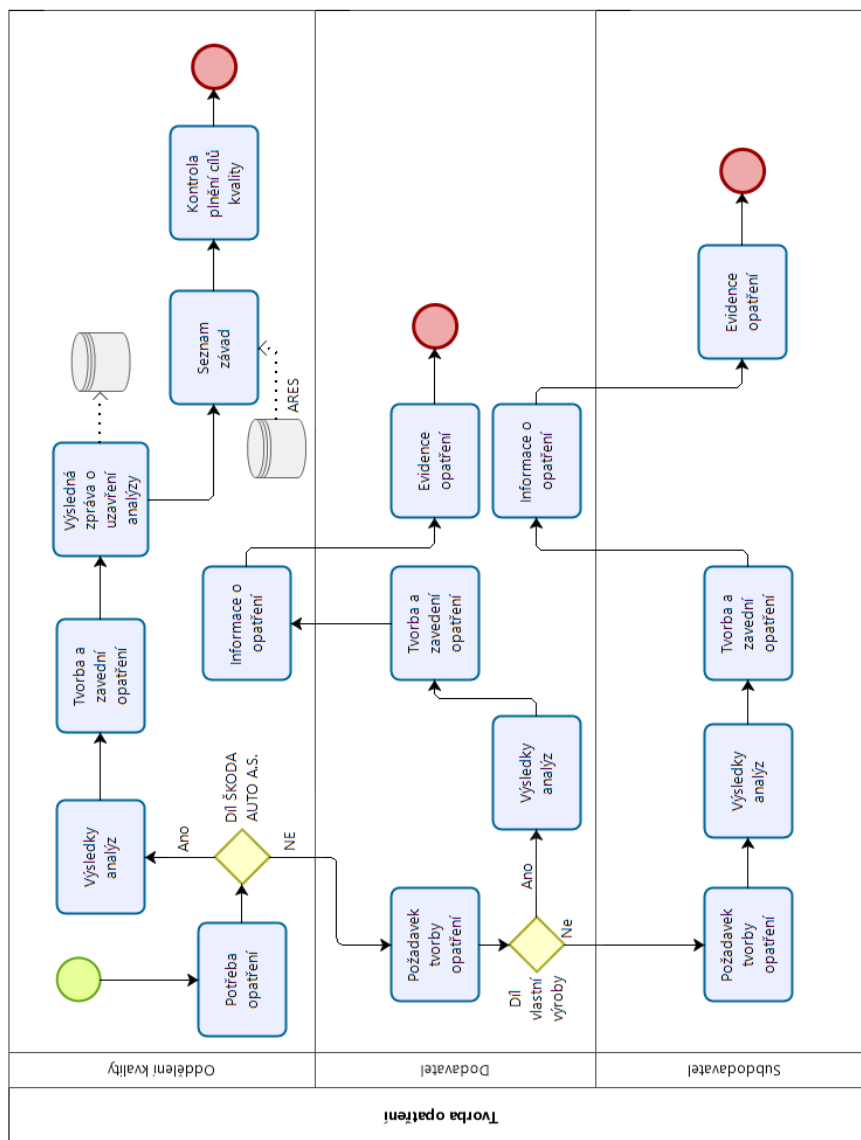 Tvorba opatření
Oddělení kvality
Potřeba
opatření
Díl ŠKODA
AUTO A.S.
Ano
NE
Výsledky
analýz
Tvorba a
zavední
opatření
Výsledná
zpráva o
uzavření
analýzy
ARES
Seznam
závad
Kontrola
plnění cílů
kvality
Informace o
opatření
Dodavatel
Požadavek
tvorby
opatření
Díl
vlastní
výroby
Ano
Ne
Výsledky
analýz
Tvorba a
zavedení
opatření
Evidence
opatření
Informace o
opatření
Subdodavatel
Požadavek
tvorby
opatření
Výsledky
analýz
Tvorba a
zavední
opatření
Evidence
opatření